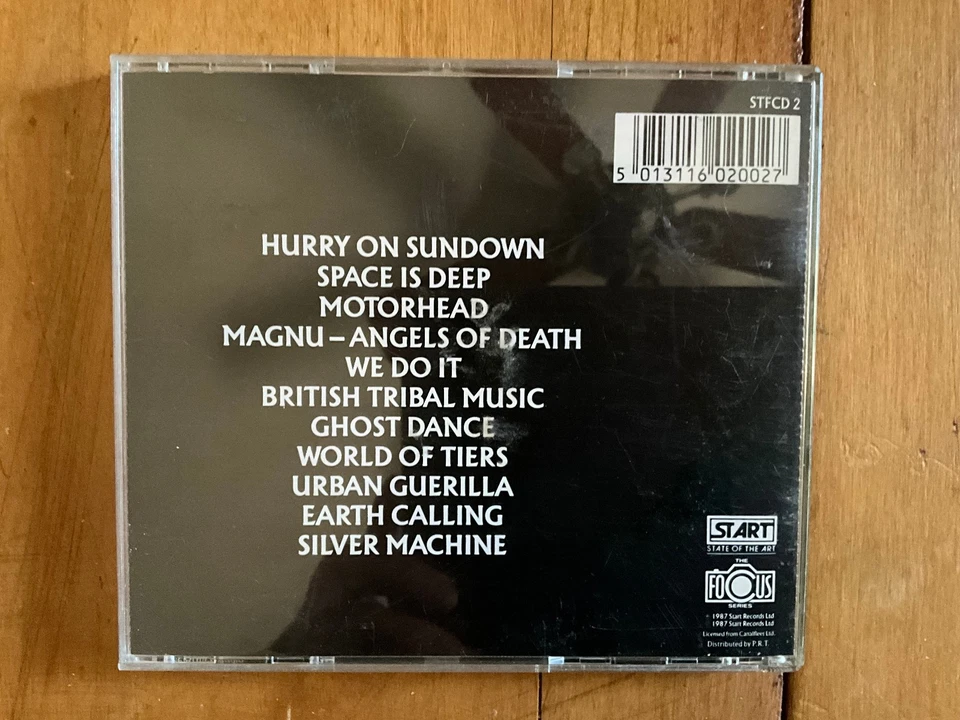 STFCD 2
5 013116 020027
HURRY ON SUNDOWN
SPACE IS DEEP
MOTORHEAD
MAGNU – ANGELS OF DEATH
WE DO IT
BRITISH TRIBAL MUSIC
GHOST DANCE
WORLD OF TIERS
URBAN GUERILLA
EARTH CALLING
SILVER MACHINE
START
STATE OF THE ART
THE
FOCUS
SERIES
1987 Start Records Ltd
1987 Start Records Ltd
Licensed from Ltd.
Distributed by P.R.T.